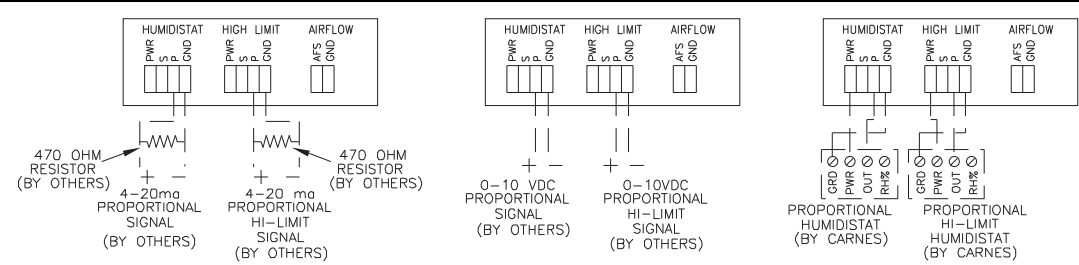 HUMIDISTAT HIGH LIMIT AIRFLOW
PWR S P GND PWR S P GND AFS GND
470 OHM
RESISTOR
(BY OTHERS)
470 OHM
RESISTOR
(BY OTHERS)
+ −
4-20ma
PROPORTIONAL
SIGNAL
(BY OTHERS)
+ −
4-20 ma
PROPORTIONAL
HI-LIMIT
SIGNAL
(BY OTHERS)
HUMIDISTAT HIGH LIMIT AIRFLOW
PWR S P GND PWR S P GND AFS GND
+ −
0-10 VDC
PROPORTIONAL
SIGNAL
(BY OTHERS)
+ −
0-10VDC
PROPORTIONAL
HI-LIMIT
SIGNAL
(BY OTHERS)
HUMIDISTAT HIGH LIMIT AIRFLOW
PWR S P GND PWR S P GND AFS GND
GRD PWR OUT RH% GRD PWR OUT RH%
PROPORTIONAL
HUMIDISTAT
(BY CARNES)
PROPORTIONAL
HI-LIMIT
HUMIDISTAT
(BY CARNES)